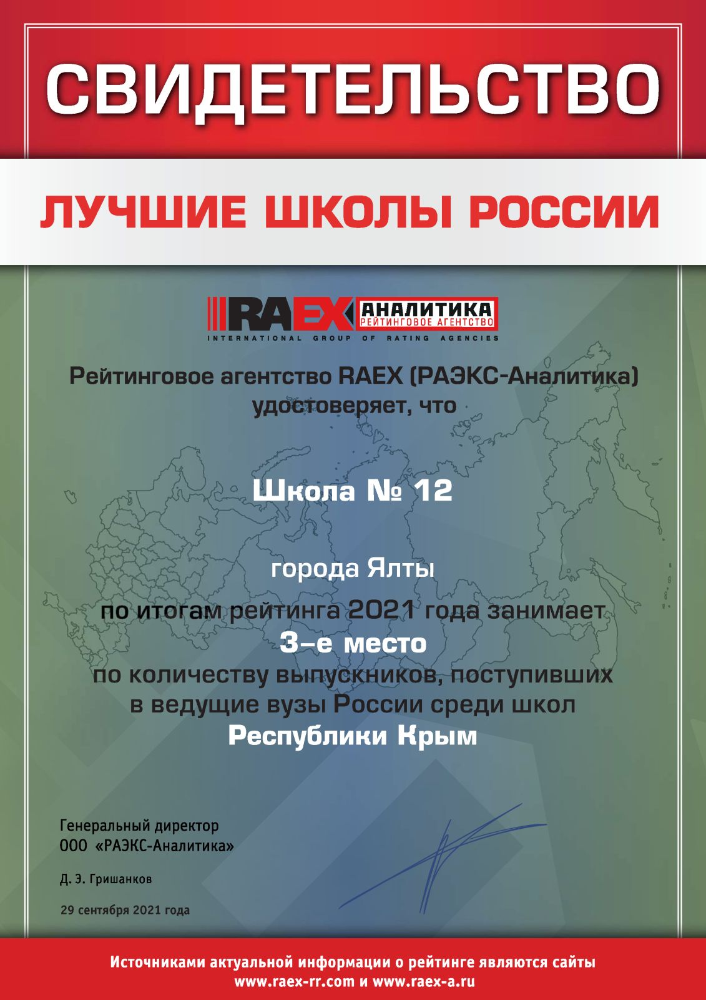 СВИДЕТЕЛЬСТВО
ЛУЧШИЕ ШКОЛЫ РОССИИ
RAEX АНАЛИТИКА
РЕЙТИНГОВОЕ АГЕНТСТВО
INTERNATIONAL GROUP OF RATING AGENCIES
Рейтинговое агентство RAEX (РАЭКС-Аналитика)
удостоверяет, что
Школа № 12
города Ялты
по итогам рейтинга 2021 года занимает
3-е место
по количеству выпускников, поступивших
в ведущие вузы России среди школ
Республики Крым
Генеральный директор
ООО «РАЭКС-Аналитика»
Д. Э. Гришанков
29 сентября 2021 года
Источниками актуальной информации о рейтинге являются сайты
www.raex-rr.com и www.raex-a.ru